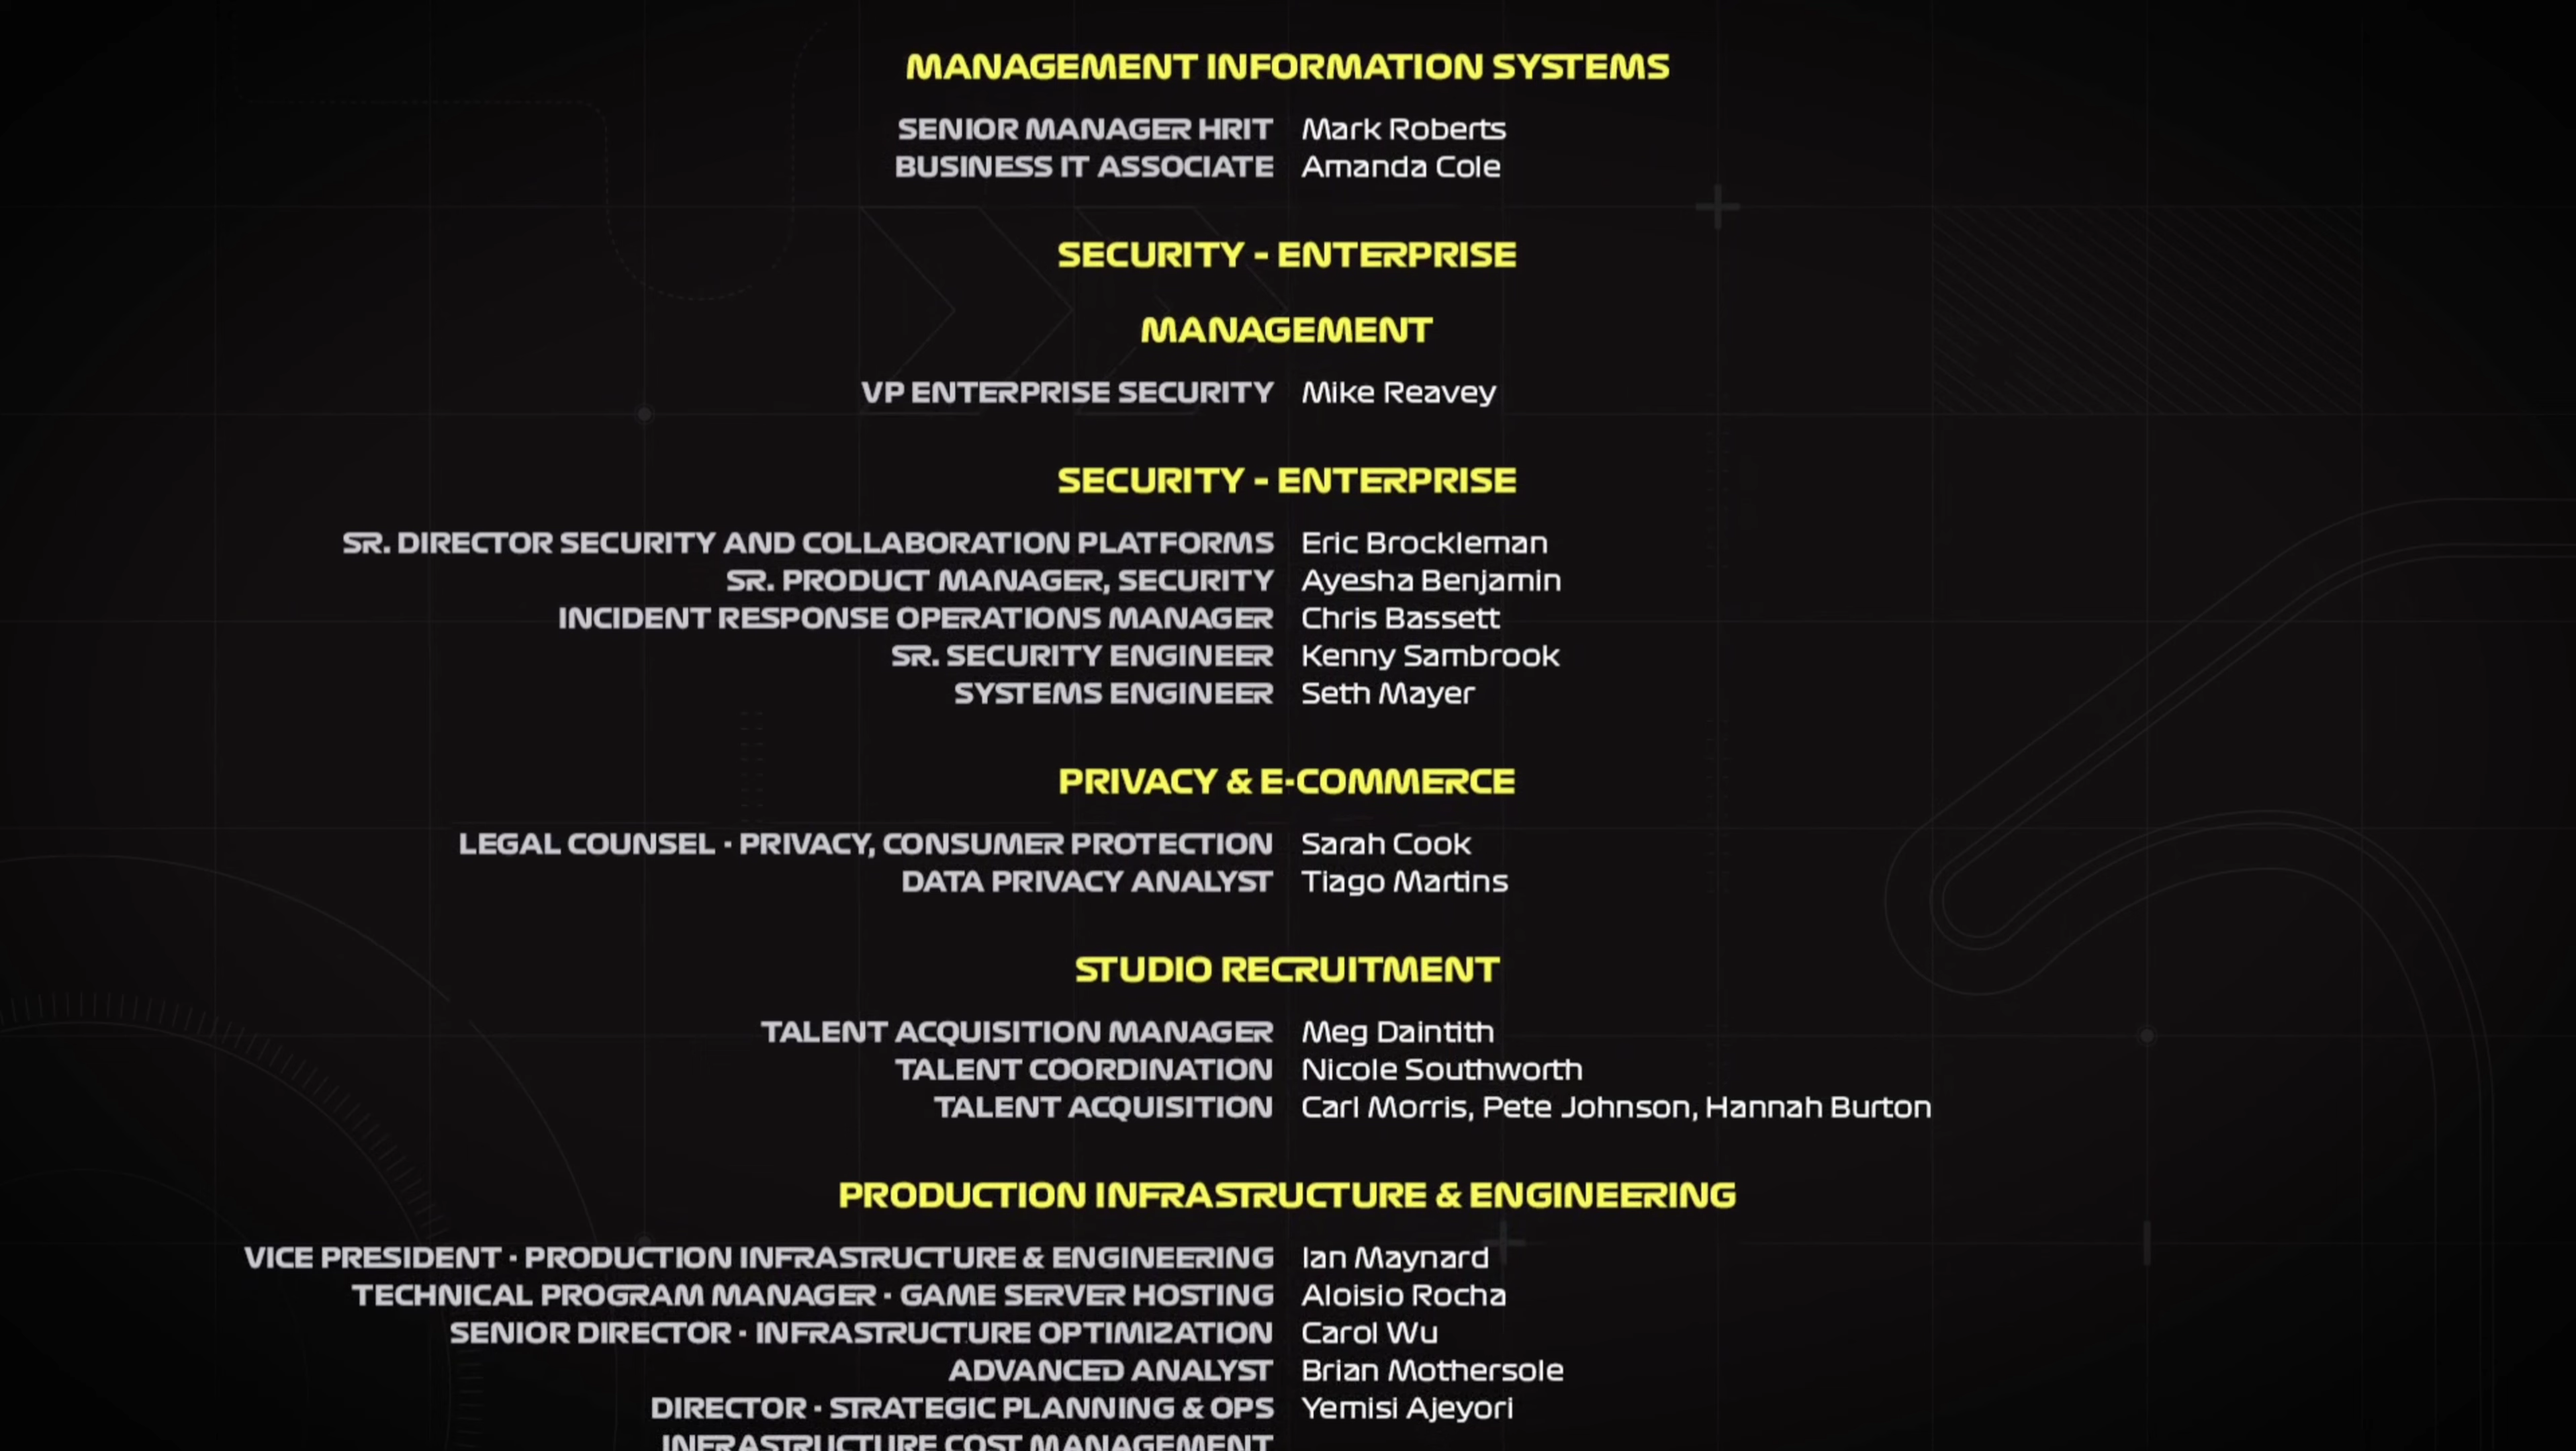 MANAGEMENT INFORMATION SYSTEMS
SENIOR MANAGER HRIT Mark Roberts
BUSINESS IT ASSOCIATE Amanda Cole
SECURITY - ENTERPRISE
MANAGEMENT
VP ENTERPRISE SECURITY Mike Reavey
SECURITY - ENTERPRISE
SR. DIRECTOR SECURITY AND COLLABORATION PLATFORMS Eric Brockleman
SR. PRODUCT MANAGER, SECURITY Ayesha Benjamin
INCIDENT RESPONSE OPERATIONS MANAGER Chris Bassett
SR. SECURITY ENGINEER Kenny Sambrook
SYSTEMS ENGINEER Seth Mayer
PRIVACY & E-COMMERCE
LEGAL COUNSEL - PRIVACY, CONSUMER PROTECTION Sarah Cook
DATA PRIVACY ANALYST Tiago Martins
STUDIO RECRUITMENT
TALENT ACQUISITION MANAGER Meg Daintith
TALENT COORDINATION Nicole Southworth
TALENT ACQUISITION Carl Morris, Pete Johnson, Hannah Burton
PRODUCTION INFRASTRUCTURE & ENGINEERING
VICE PRESIDENT - PRODUCTION INFRASTRUCTURE & ENGINEERING Ian Maynard
TECHNICAL PROGRAM MANAGER - GAME SERVER HOSTING Aloisio Rocha
SENIOR DIRECTOR - INFRASTRUCTURE OPTIMIZATION Carol Wu
ADVANCED ANALYST Brian Mothersole
DIRECTOR - STRATEGIC PLANNING & OPS Yemisi Ajeyori
INFRASTRUCTURE COST MANAGEMENT